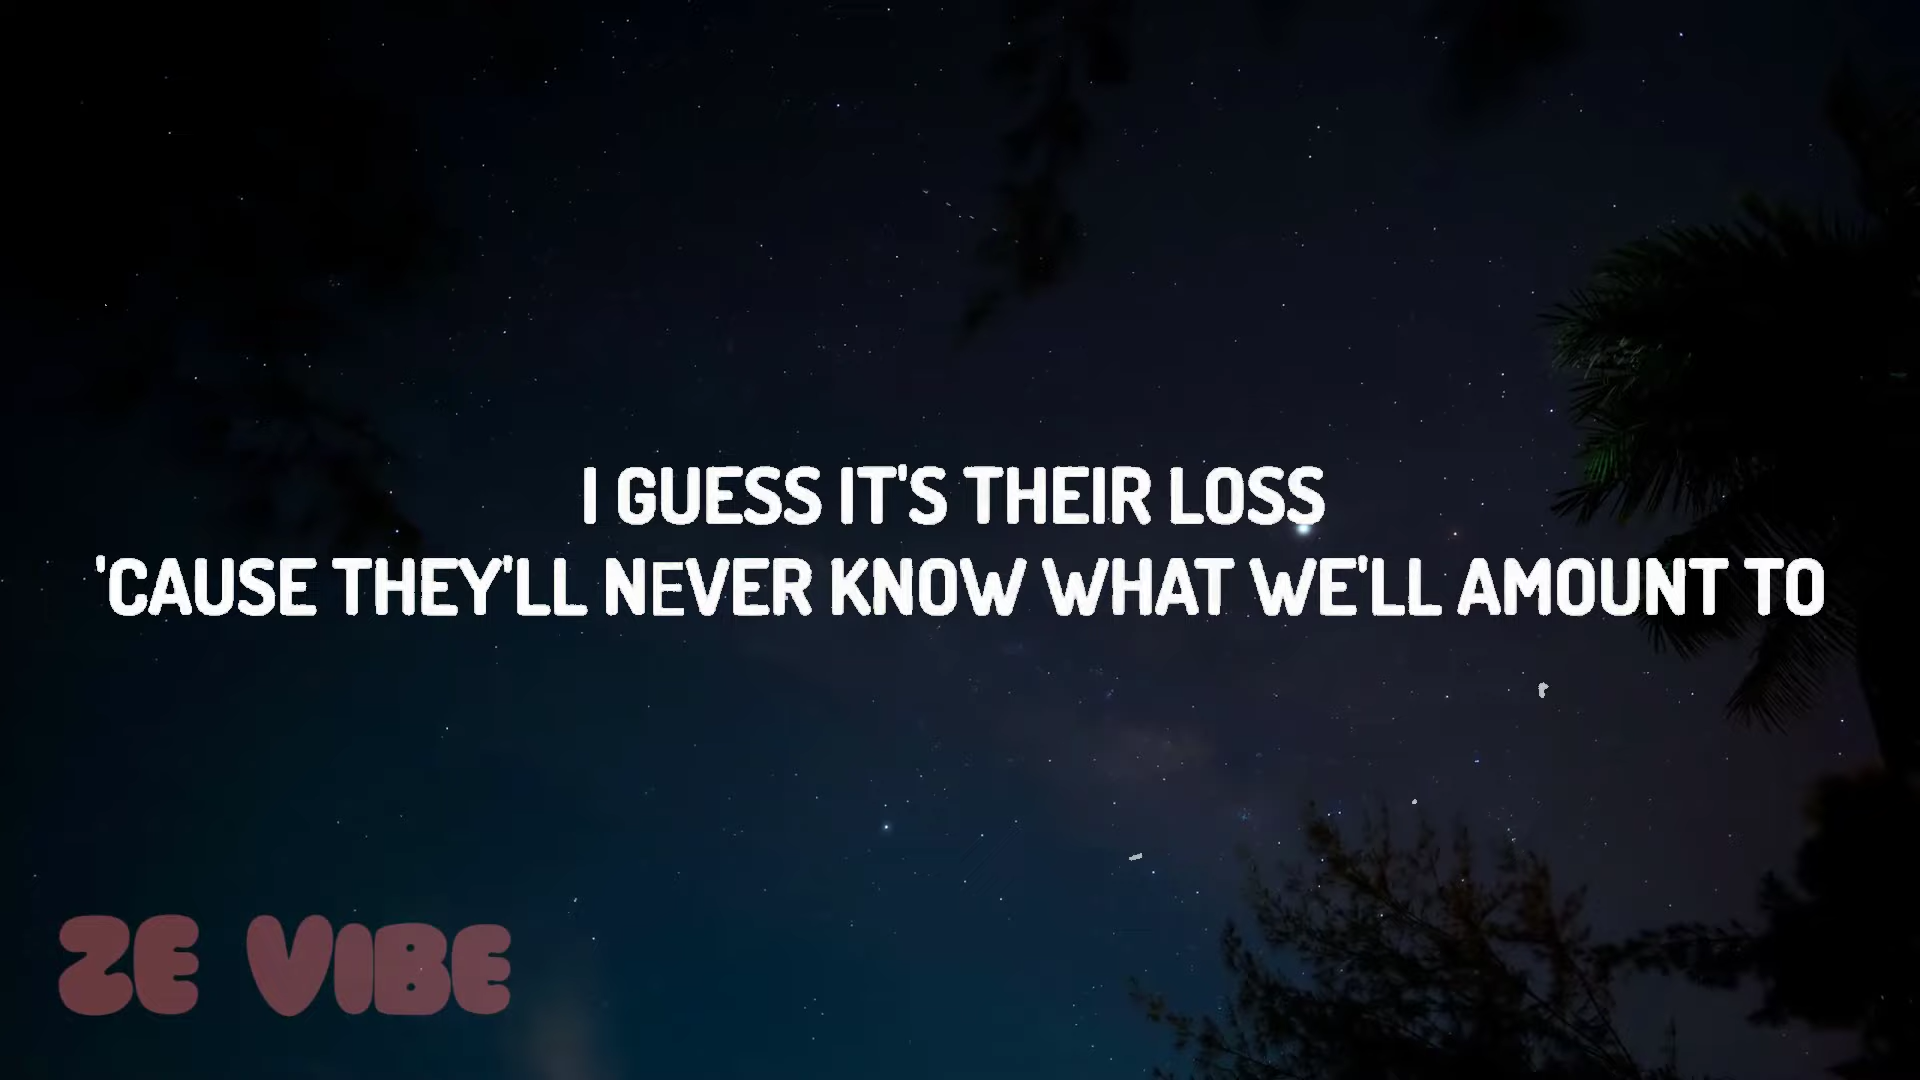 I GUESS IT'S THEIR LOSS
'CAUSE THEY'LL NEVER KNOW WHAT WE'LL AMOUNT TO
ZE VIBE